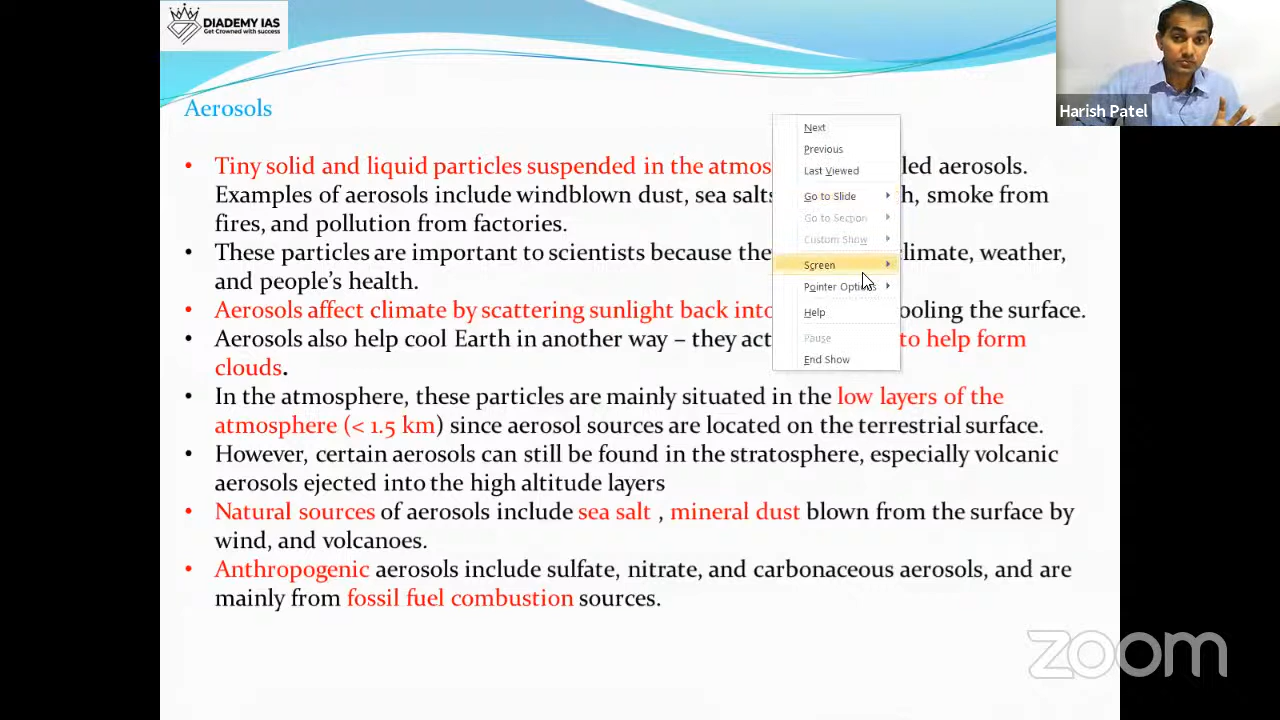 DIADEMY IAS
Get Crowned with success
Harish Patel
Aerosols
• Tiny solid and liquid particles suspended in the atmos led aerosols.
Examples of aerosols include windblown dust, sea salts h, smoke from
fires, and pollution from factories.
• These particles are important to scientists because the climate, weather,
and people's health.
• Aerosols affect climate by scattering sunlight back into ooling the surface.
• Aerosols also help cool Earth in another way – they act to help form
clouds.
• In the atmosphere, these particles are mainly situated in the low layers of the
atmosphere (< 1.5 km) since aerosol sources are located on the terrestrial surface.
• However, certain aerosols can still be found in the stratosphere, especially volcanic
aerosols ejected into the high altitude layers
• Natural sources of aerosols include sea salt , mineral dust blown from the surface by
wind, and volcanoes.
• Anthropogenic aerosols include sulfate, nitrate, and carbonaceous aerosols, and are
mainly from fossil fuel combustion sources.
Next
Previous
Last Viewed
Go to Slide
Go to Section
Custom Show
Screen
Pointer Options
Help
Pause
End Show
zoom